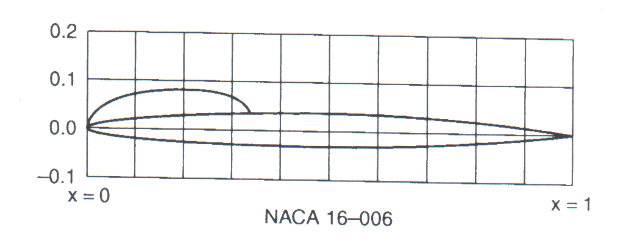 0.2
0.1
0.0
–0.1
x = 0
x = 1
NACA 16–006